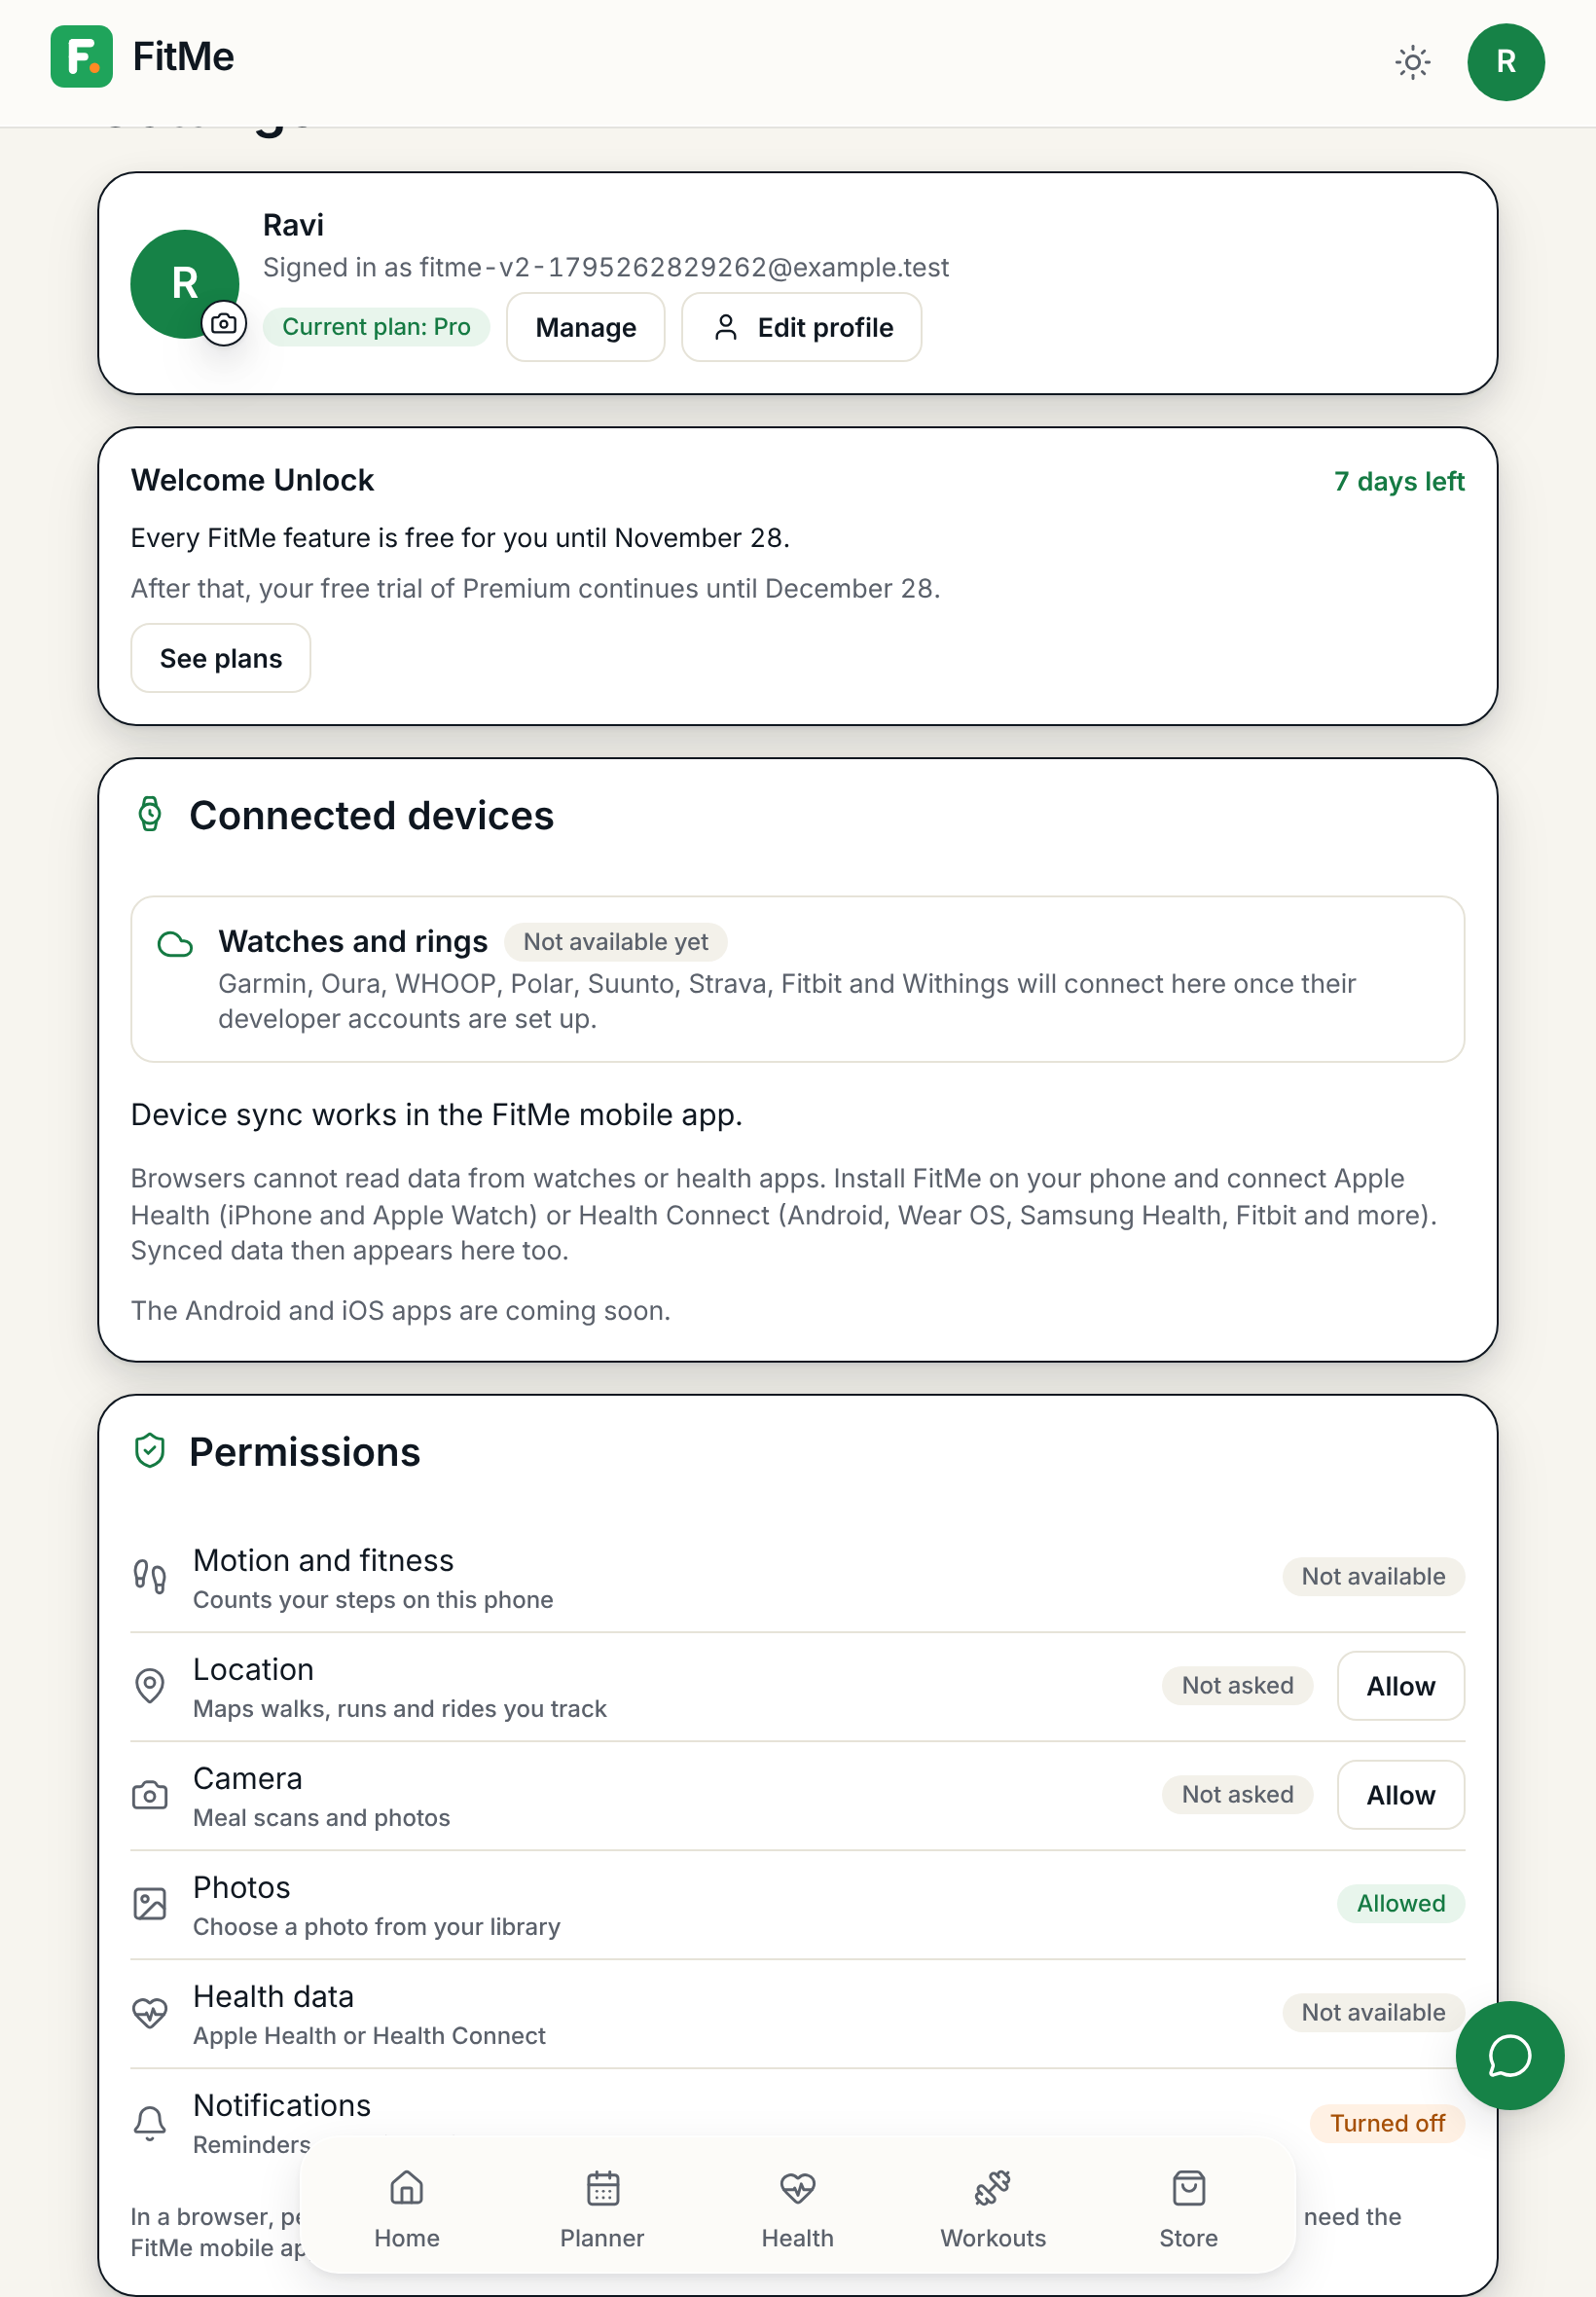 FitMe
R
Ravi
R
Signed in as fitme-v2-1795262829262@example.test
Current plan: Pro
Manage
Edit profile
Welcome Unlock
7 days left
Every FitMe feature is free for you until November 28.
After that, your free trial of Premium continues until December 28.
See plans
Connected devices
Watches and rings
Not available yet
Garmin, Oura, WHOOP, Polar, Suunto, Strava, Fitbit and Withings will connect here once their
developer accounts are set up.
Device sync works in the FitMe mobile app.
Browsers cannot read data from watches or health apps. Install FitMe on your phone and connect Apple
Health (iPhone and Apple Watch) or Health Connect (Android, Wear OS, Samsung Health, Fitbit and more).
Synced data then appears here too.
The Android and iOS apps are coming soon.
Permissions
Motion and fitness
Counts your steps on this phone
Not available
Location
Maps walks, runs and rides you track
Not asked
Allow
Camera
Meal scans and photos
Not asked
Allow
Photos
Choose a photo from your library
Allowed
Health data
Apple Health or Health Connect
Not available
Notifications
Reminders
Turned off
In a browser,
need the
FitMe mobile
Home
Planner
Health
Workouts
Store